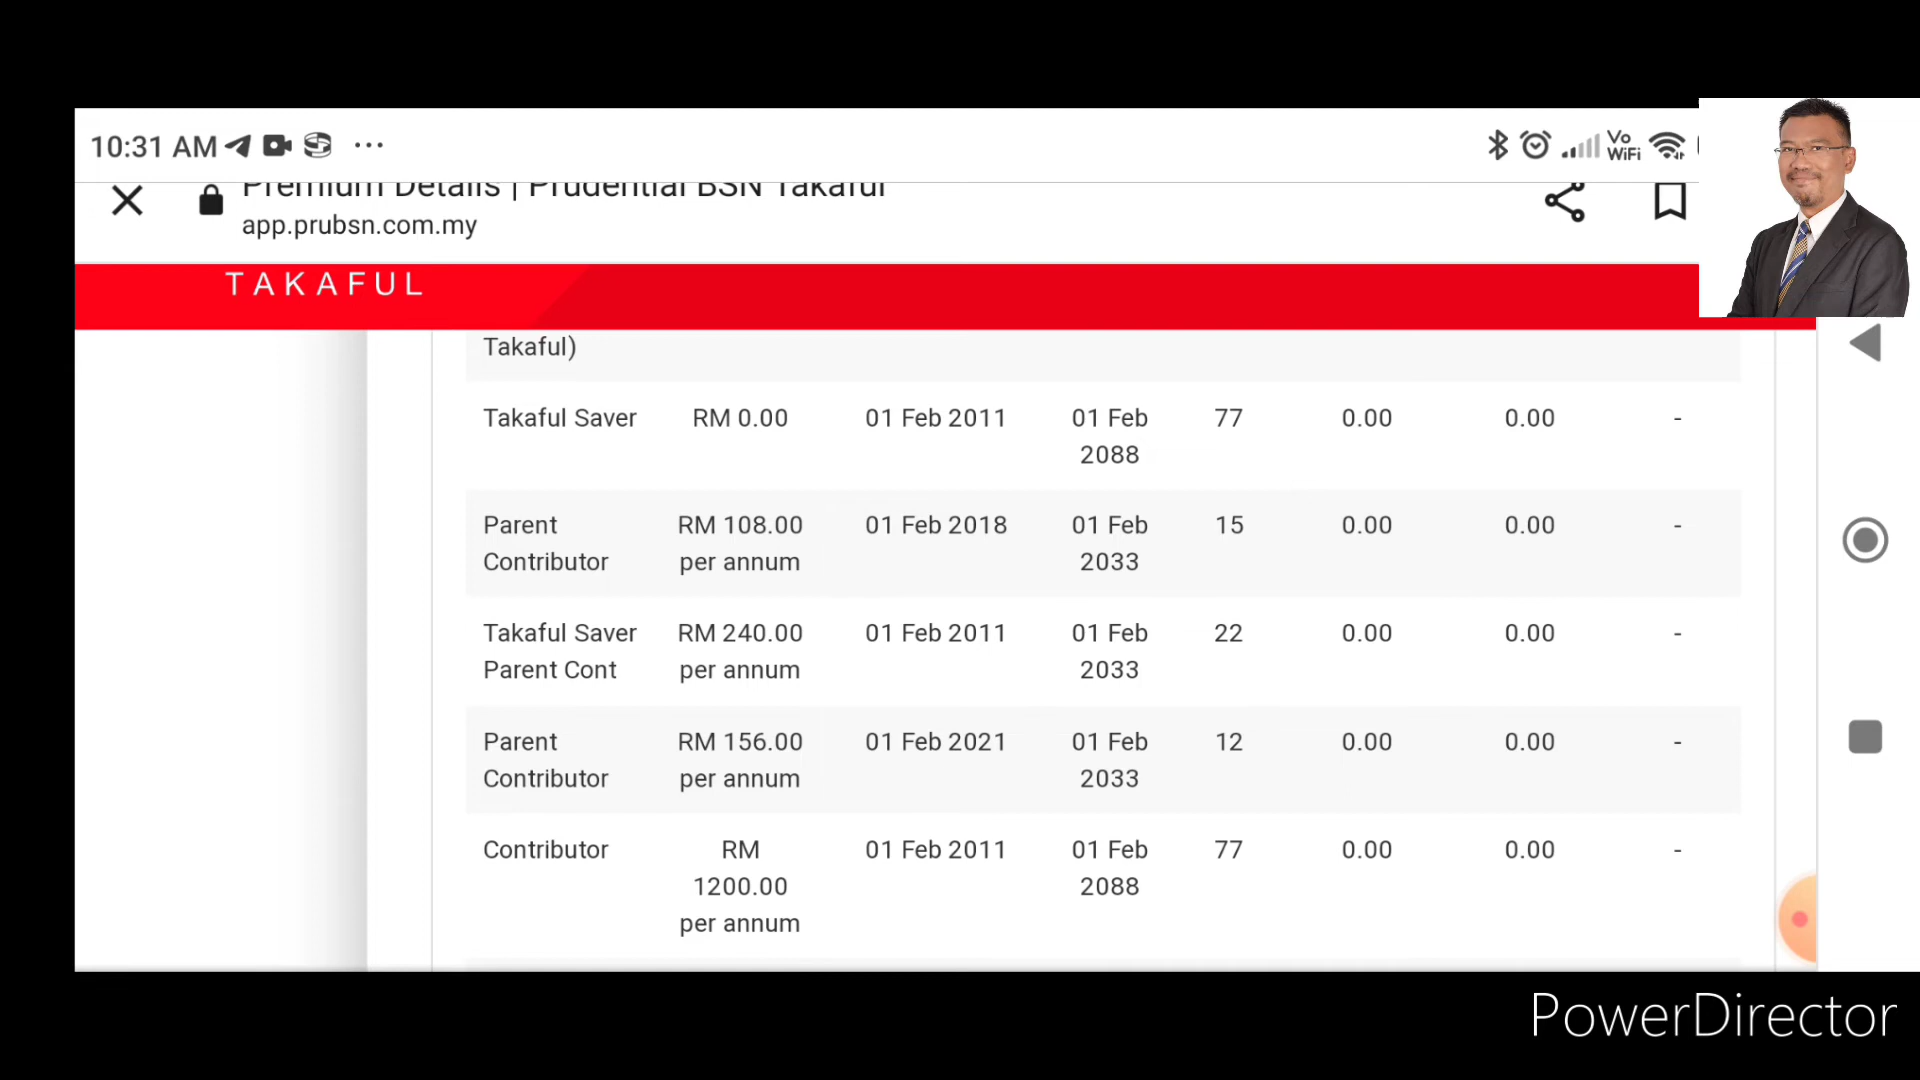 10:31 AM ...
Vo
WiFi
Premium Details | Prudential BSN Takaful
app.prubsn.com.my
TAKAFUL
Takaful)
Takaful Saver RM 0.00 01 Feb 2011 01 Feb 77 0.00 0.00 -
2088
Parent RM 108.00 01 Feb 2018 01 Feb 15 0.00 0.00 -
Contributor per annum 2033
Takaful Saver RM 240.00 01 Feb 2011 01 Feb 22 0.00 0.00 -
Parent Cont per annum 2033
Parent RM 156.00 01 Feb 2021 01 Feb 12 0.00 0.00 -
Contributor per annum 2033
Contributor RM 01 Feb 2011 01 Feb 77 0.00 0.00 -
1200.00 2088
per annum
PowerDirector